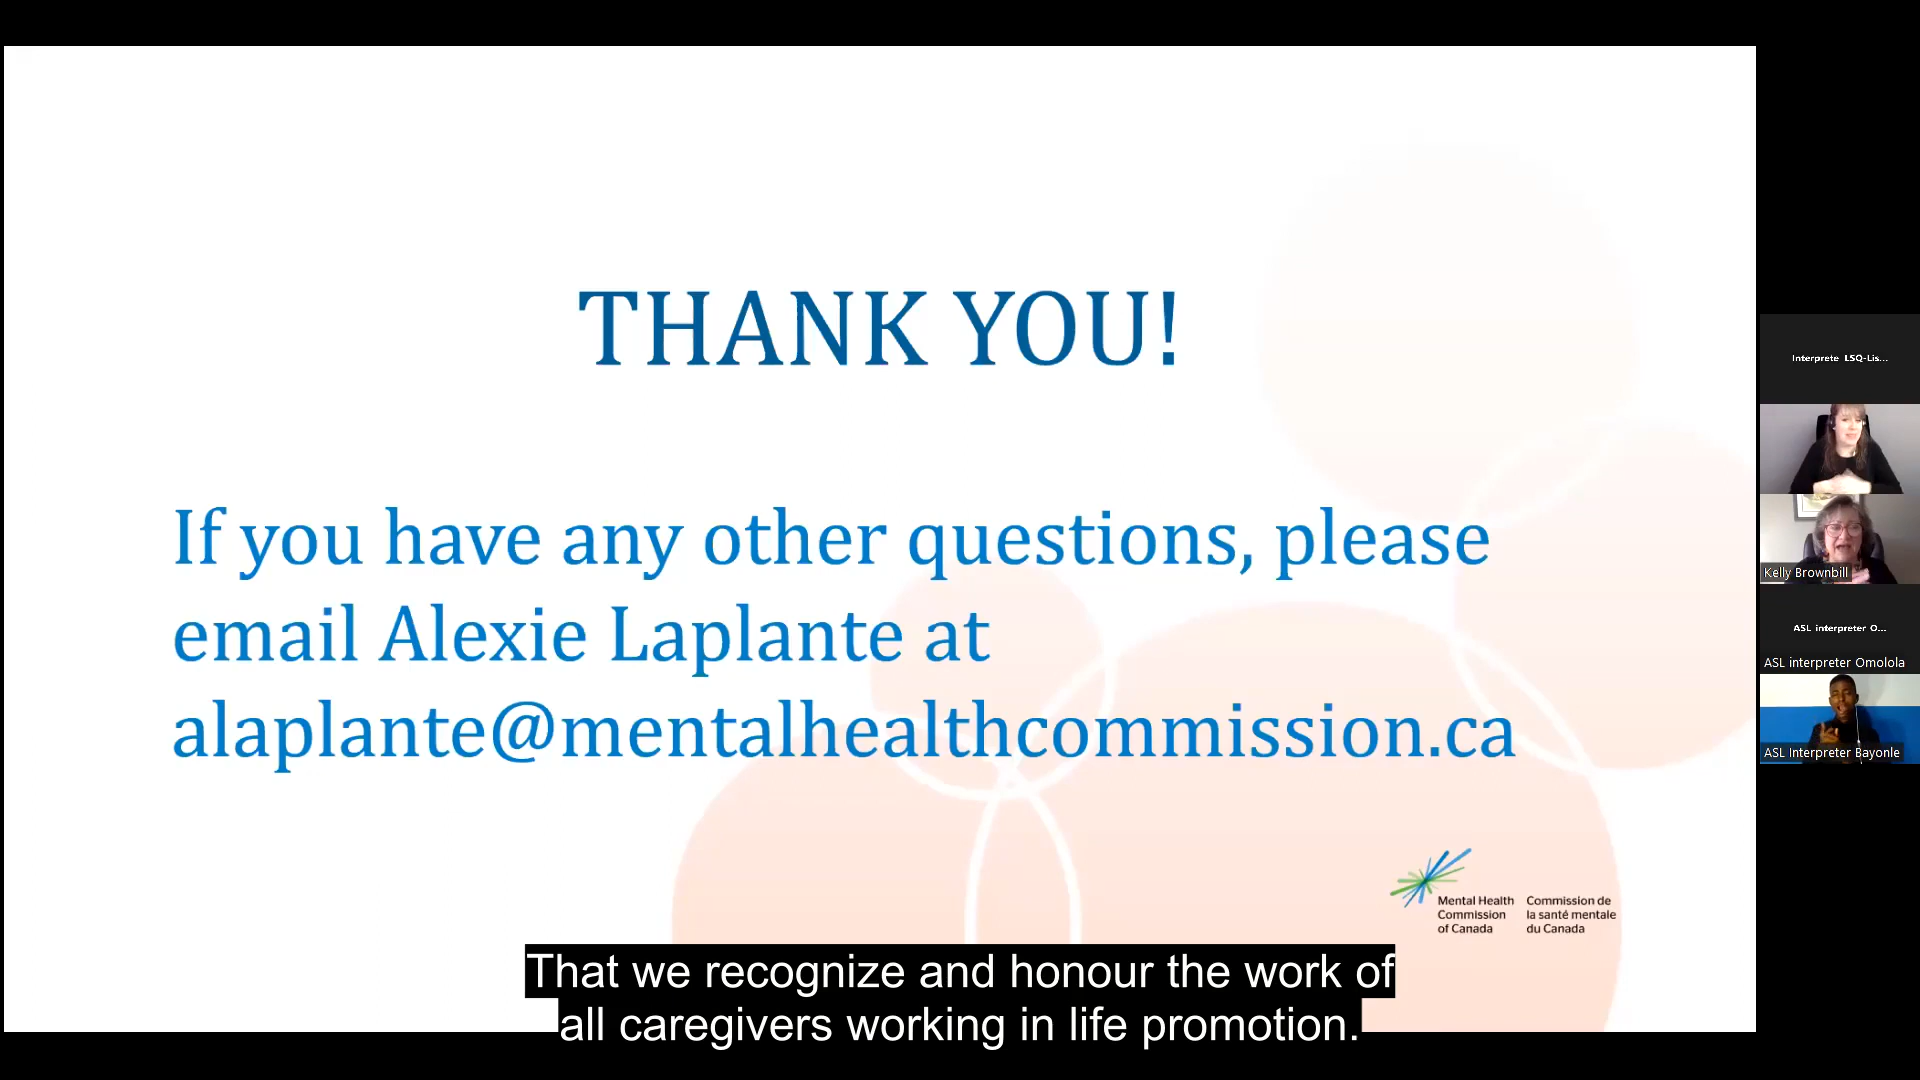 THANK YOU!
If you have any other questions, please
email Alexie Laplante at
alaplante@mentalhealthcommission.ca
Mental Health
Commission
of Canada
Commission de
la santé mentale
du Canada
That we recognize and honour the work of
all caregivers working in life promotion.
Interprete LSQ-Lis...
Kelly Brownbill
ASL interpreter O...
ASL interpreter Omolola
ASL Interpreter Bayonle